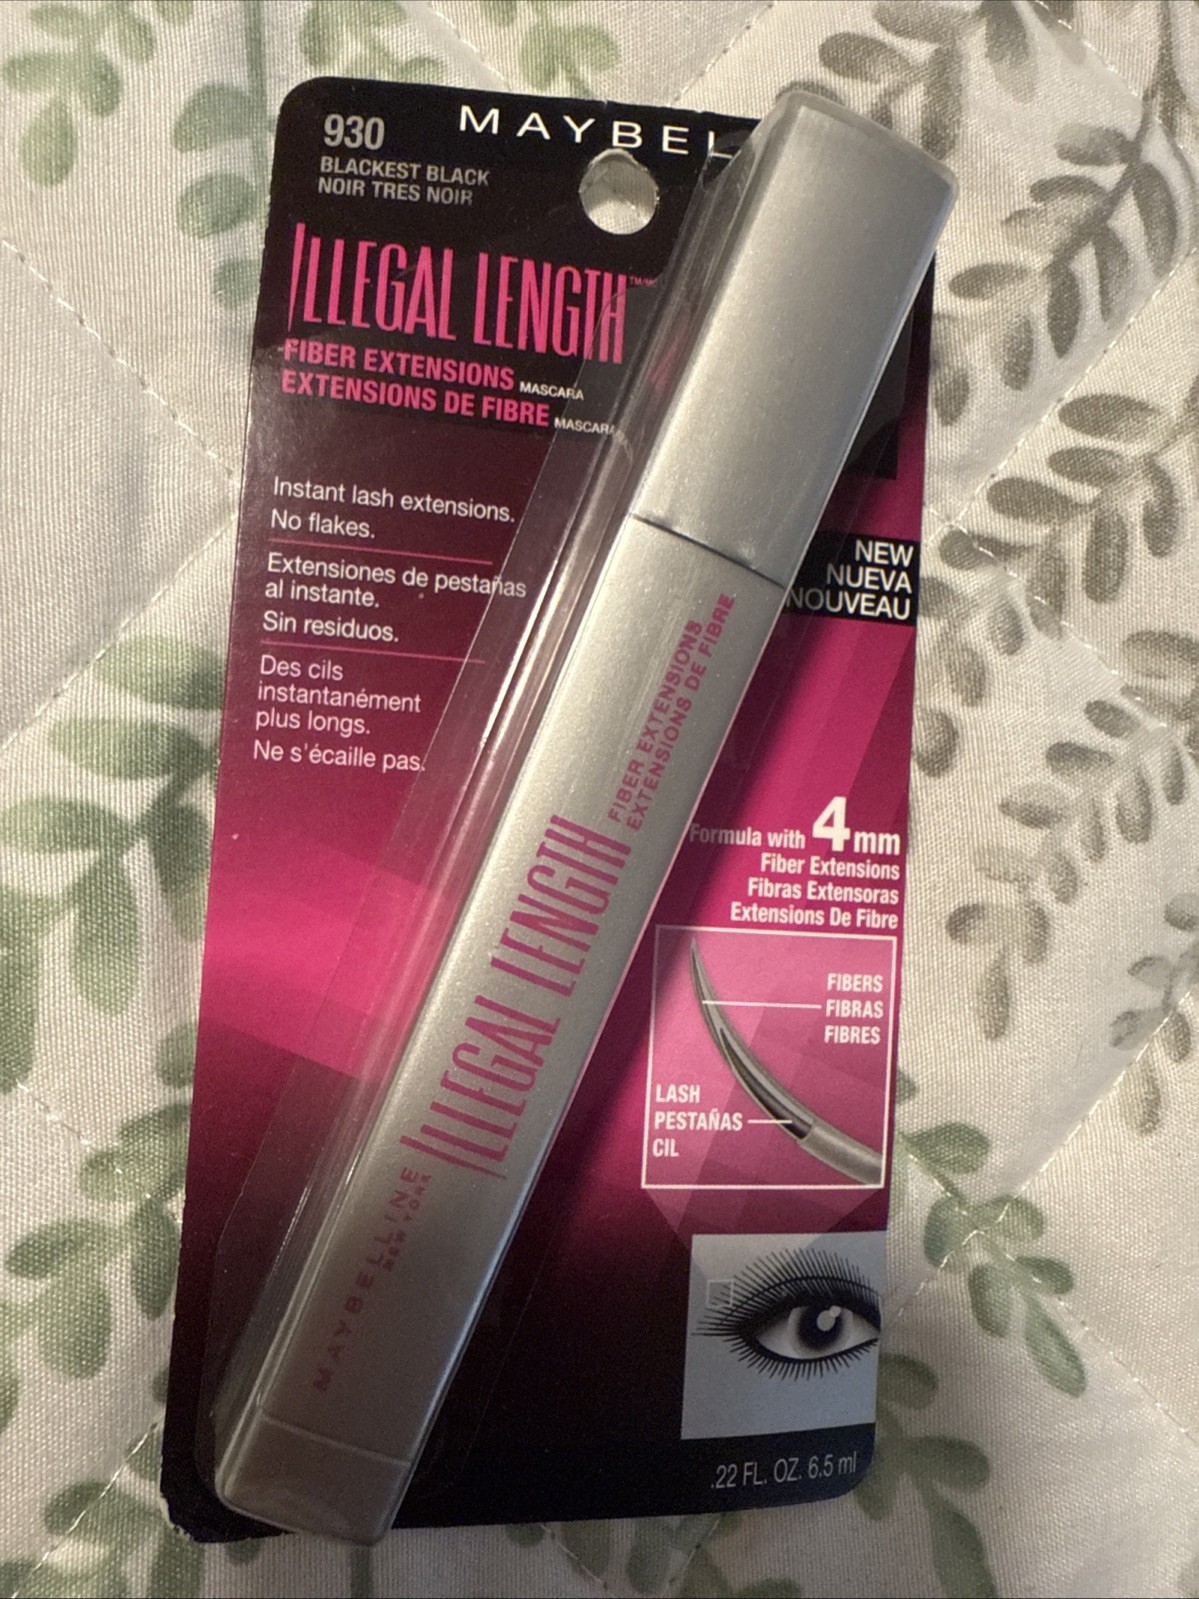 930
BLACKEST BLACK
NOIR TRES NOIR
MAYBEL
ILLEGAL LENGTH
FIBER EXTENSIONS MASCARA
EXTENSIONS DE FIBRE MASCARA
Instant lash extensions.
No flakes.
Extensiones de pestañas
al instante.
Sin residuos.
Des cils
instantanément
plus longs.
Ne s'écaille pas.
NEW
NUEVA
NOUVEAU
FIBER EXTENSIONS
EXTENSIONS DE FIBRE
ILLEGAL LENGTH
MAYBELLINE
NEW YORK
Formula with 4mm
Fiber Extensions
Fibras Extensoras
Extensions De Fibre
FIBERS
FIBRAS
FIBRES
LASH
PESTAÑAS
CIL
.22 FL. OZ. 6.5 ml